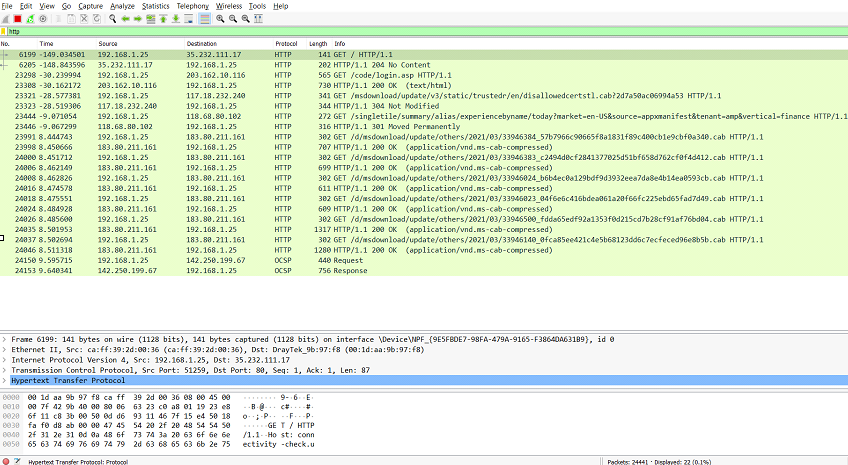 File Edit View Go Capture Analyze Statistics Telephony Wireless Tools Help
http
No. Time Source Destination Protocol Length Info
6199 -149.034501 192.168.1.25 35.232.111.17 HTTP 141 GET / HTTP/1.1
6205 -148.843596 35.232.111.17 192.168.1.25 HTTP 202 HTTP/1.1 204 No Content
23298 -30.239994 192.168.1.25 203.162.10.116 HTTP 565 GET /code/login.asp HTTP/1.1
23308 -30.162172 203.162.10.116 192.168.1.25 HTTP 730 HTTP/1.1 200 OK (text/html)
23321 -28.577381 192.168.1.25 117.18.232.240 HTTP 341 GET /msdownload/update/v3/static/trustedr/en/disallowedcertstl.cab?2d7a50ac06994a53 HTTP/1.1
23323 -28.519306 117.18.232.240 192.168.1.25 HTTP 344 HTTP/1.1 304 Not Modified
23444 -9.071054 192.168.1.25 118.68.80.102 HTTP 272 GET /singletile/summary/alias/experiencebyname/today?market=en-US&source=appxmanifest&tenant=amp&vertical=finance HTTP/1.1
23446 -9.067299 118.68.80.102 192.168.1.25 HTTP 316 HTTP/1.1 301 Moved Permanently
23991 8.444743 192.168.1.25 183.80.211.161 HTTP 302 GET /d/msdownload/update/others/2021/03/33946384_57b7966c90665f8a1831f89c400cb1e9cbf0a340.cab HTTP/1.1
23998 8.450666 183.80.211.161 192.168.1.25 HTTP 707 HTTP/1.1 200 OK (application/vnd.ms-cab-compressed)
24000 8.451712 192.168.1.25 183.80.211.161 HTTP 302 GET /d/msdownload/update/others/2021/03/33946383_c2494d0cf2841377025d51bf658d762cf0f4d412.cab HTTP/1.1
24006 8.462149 183.80.211.161 192.168.1.25 HTTP 699 HTTP/1.1 200 OK (application/vnd.ms-cab-compressed)
24008 8.462826 192.168.1.25 183.80.211.161 HTTP 302 GET /d/msdownload/update/others/2021/03/33946024_b6b4ec0a129bdf9d3932eea7da8e4b14ea0593cb.cab HTTP/1.1
24016 8.474578 183.80.211.161 192.168.1.25 HTTP 611 HTTP/1.1 200 OK (application/vnd.ms-cab-compressed)
24018 8.475551 192.168.1.25 183.80.211.161 HTTP 302 GET /d/msdownload/update/others/2021/03/33946023_04f6e6c416bdea061a20f66fc225ebd65fad7d49.cab HTTP/1.1
24024 8.484928 183.80.211.161 192.168.1.25 HTTP 609 HTTP/1.1 200 OK (application/vnd.ms-cab-compressed)
24026 8.485600 192.168.1.25 183.80.211.161 HTTP 302 GET /d/msdownload/update/others/2021/03/33946500_fdda65edf92a1353f0d215cd7b28cf91af76bd04.cab HTTP/1.1
24035 8.501953 183.80.211.161 192.168.1.25 HTTP 1317 HTTP/1.1 200 OK (application/vnd.ms-cab-compressed)
24037 8.502694 192.168.1.25 183.80.211.161 HTTP 302 GET /d/msdownload/update/others/2021/03/33946140_0fca85ee421c4e5b68123dd6c7ecfeced96e8b5b.cab HTTP/1.1
24046 8.511318 183.80.211.161 192.168.1.25 HTTP 1280 HTTP/1.1 200 OK (application/vnd.ms-cab-compressed)
24150 9.595715 192.168.1.25 142.250.199.67 OCSP 440 Request
24153 9.640341 142.250.199.67 192.168.1.25 OCSP 756 Response
Frame 6199: 141 bytes on wire (1128 bits), 141 bytes captured (1128 bits) on interface \Device\NPF_{9E5FBDE7-98FA-479A-9165-F3864DA631B9}, id 0
Ethernet II, Src: ca:ff:39:2d:00:36 (ca:ff:39:2d:00:36), Dst: DrayTek_9b:97:f8 (00:1d:aa:9b:97:f8)
Internet Protocol Version 4, Src: 192.168.1.25, Dst: 35.232.111.17
Transmission Control Protocol, Src Port: 51259, Dst Port: 80, Seq: 1, Ack: 1, Len: 87
Hypertext Transfer Protocol
0000 00 1d aa 9b 97 f8 ca ff 39 2d 00 36 08 00 45 00 ········ 9-·6··E·
0010 00 7f 42 9b 40 00 80 06 63 23 c0 a8 01 19 23 e8 ··B·@··· c#····#·
0020 6f 11 c8 3b 00 50 0d d6 93 11 46 7f 15 e4 50 18 o··;·P·· ··F···P·
0030 fa f0 d8 ab 00 00 47 45 54 20 2f 20 48 54 54 50 ······GE T / HTTP
0040 2f 31 2e 31 0d 0a 48 6f 73 74 3a 20 63 6f 6e 6e /1.1··Ho st: conn
0050 65 63 74 69 76 69 74 79 2d 63 68 65 63 6b 2e 75 ectivity -check.u
Hypertext Transfer Protocol: Protocol
Packets: 24441 · Displayed: 22 (0.1%)